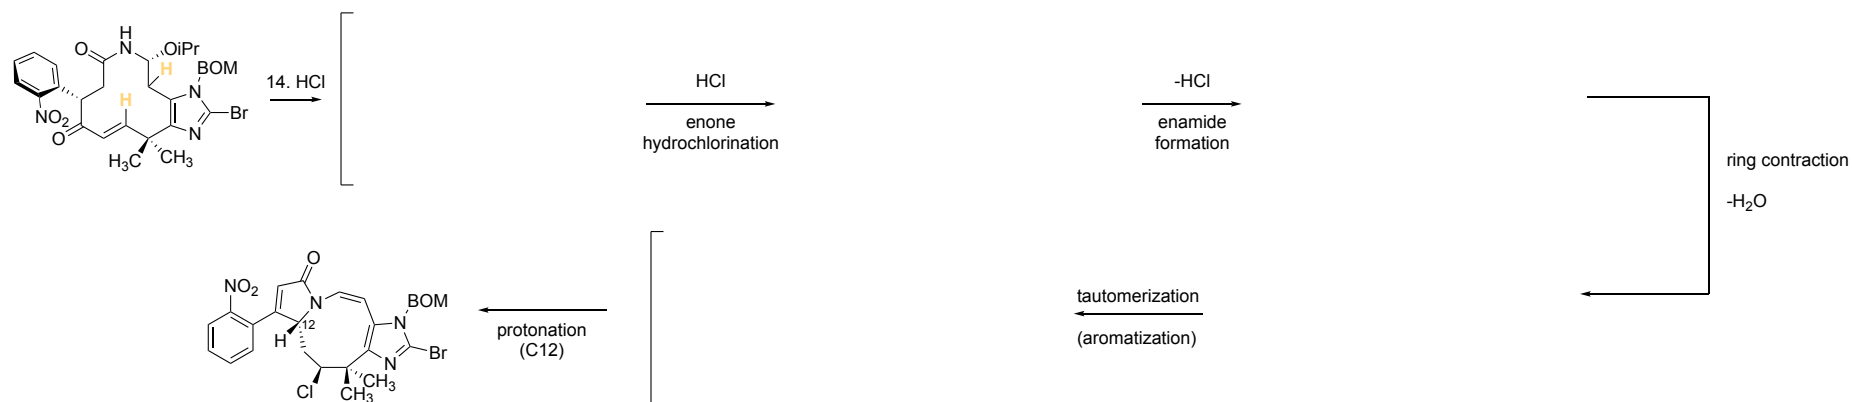 H
O N OiPr
H
BOM
N
Br
N
H
NO2
O
H3C CH3
14. HCl
HCl
enone
hydrochlorination
-HCl
enamide
formation
ring contraction
-H2O
tautomerization
(aromatization)
protonation
(C12)
O
NO2
N
BOM
12
N
H
Br
N
Cl
CH3
CH3